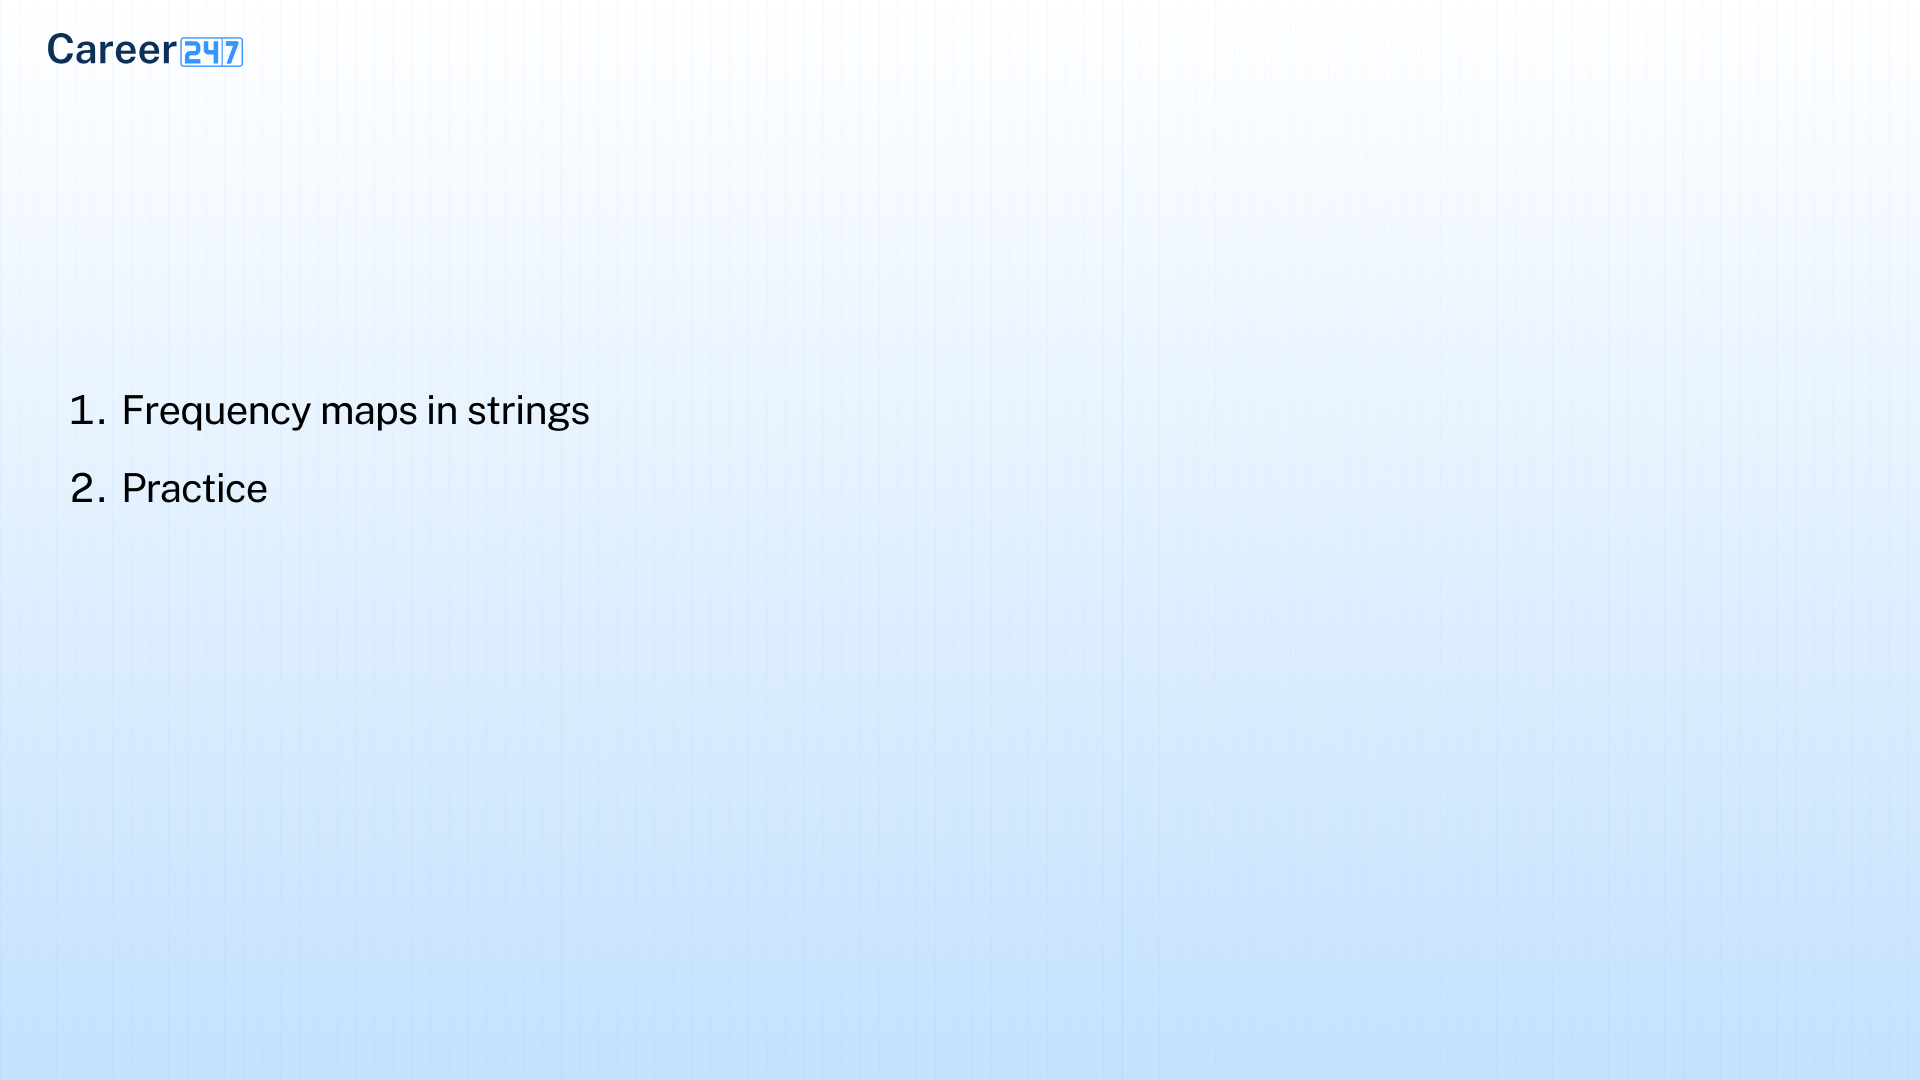 Career247
1. Frequency maps in strings
2. Practice